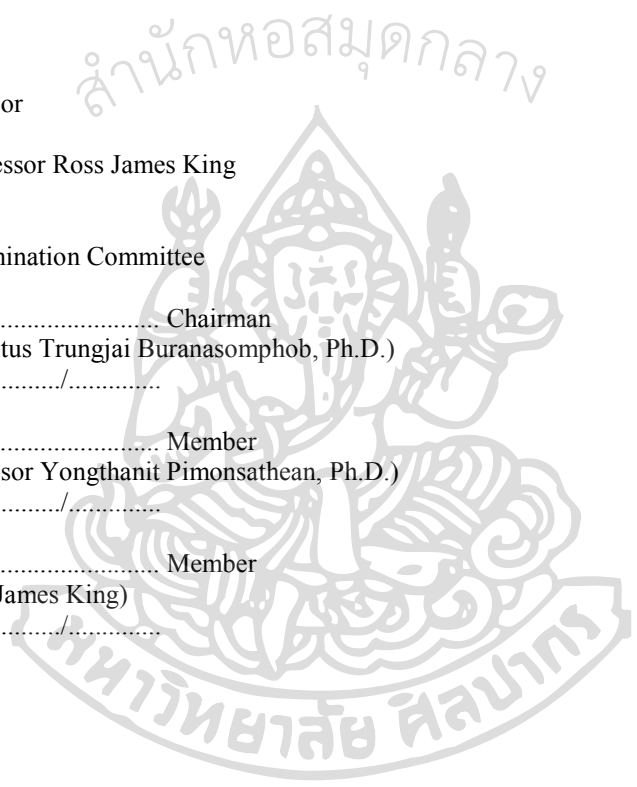 สำนักหอสมุดกลาง
or
essor Ross James King
nination Committee
........................ Chairman
tus Trungjai Buranasomphob, Ph.D.)
........./..............
........................ Member
sor Yongthanit Pimonsathean, Ph.D.)
........./..............
........................ Member
James King)
........./..............
มหาวิทยาลัย ศิลปากร